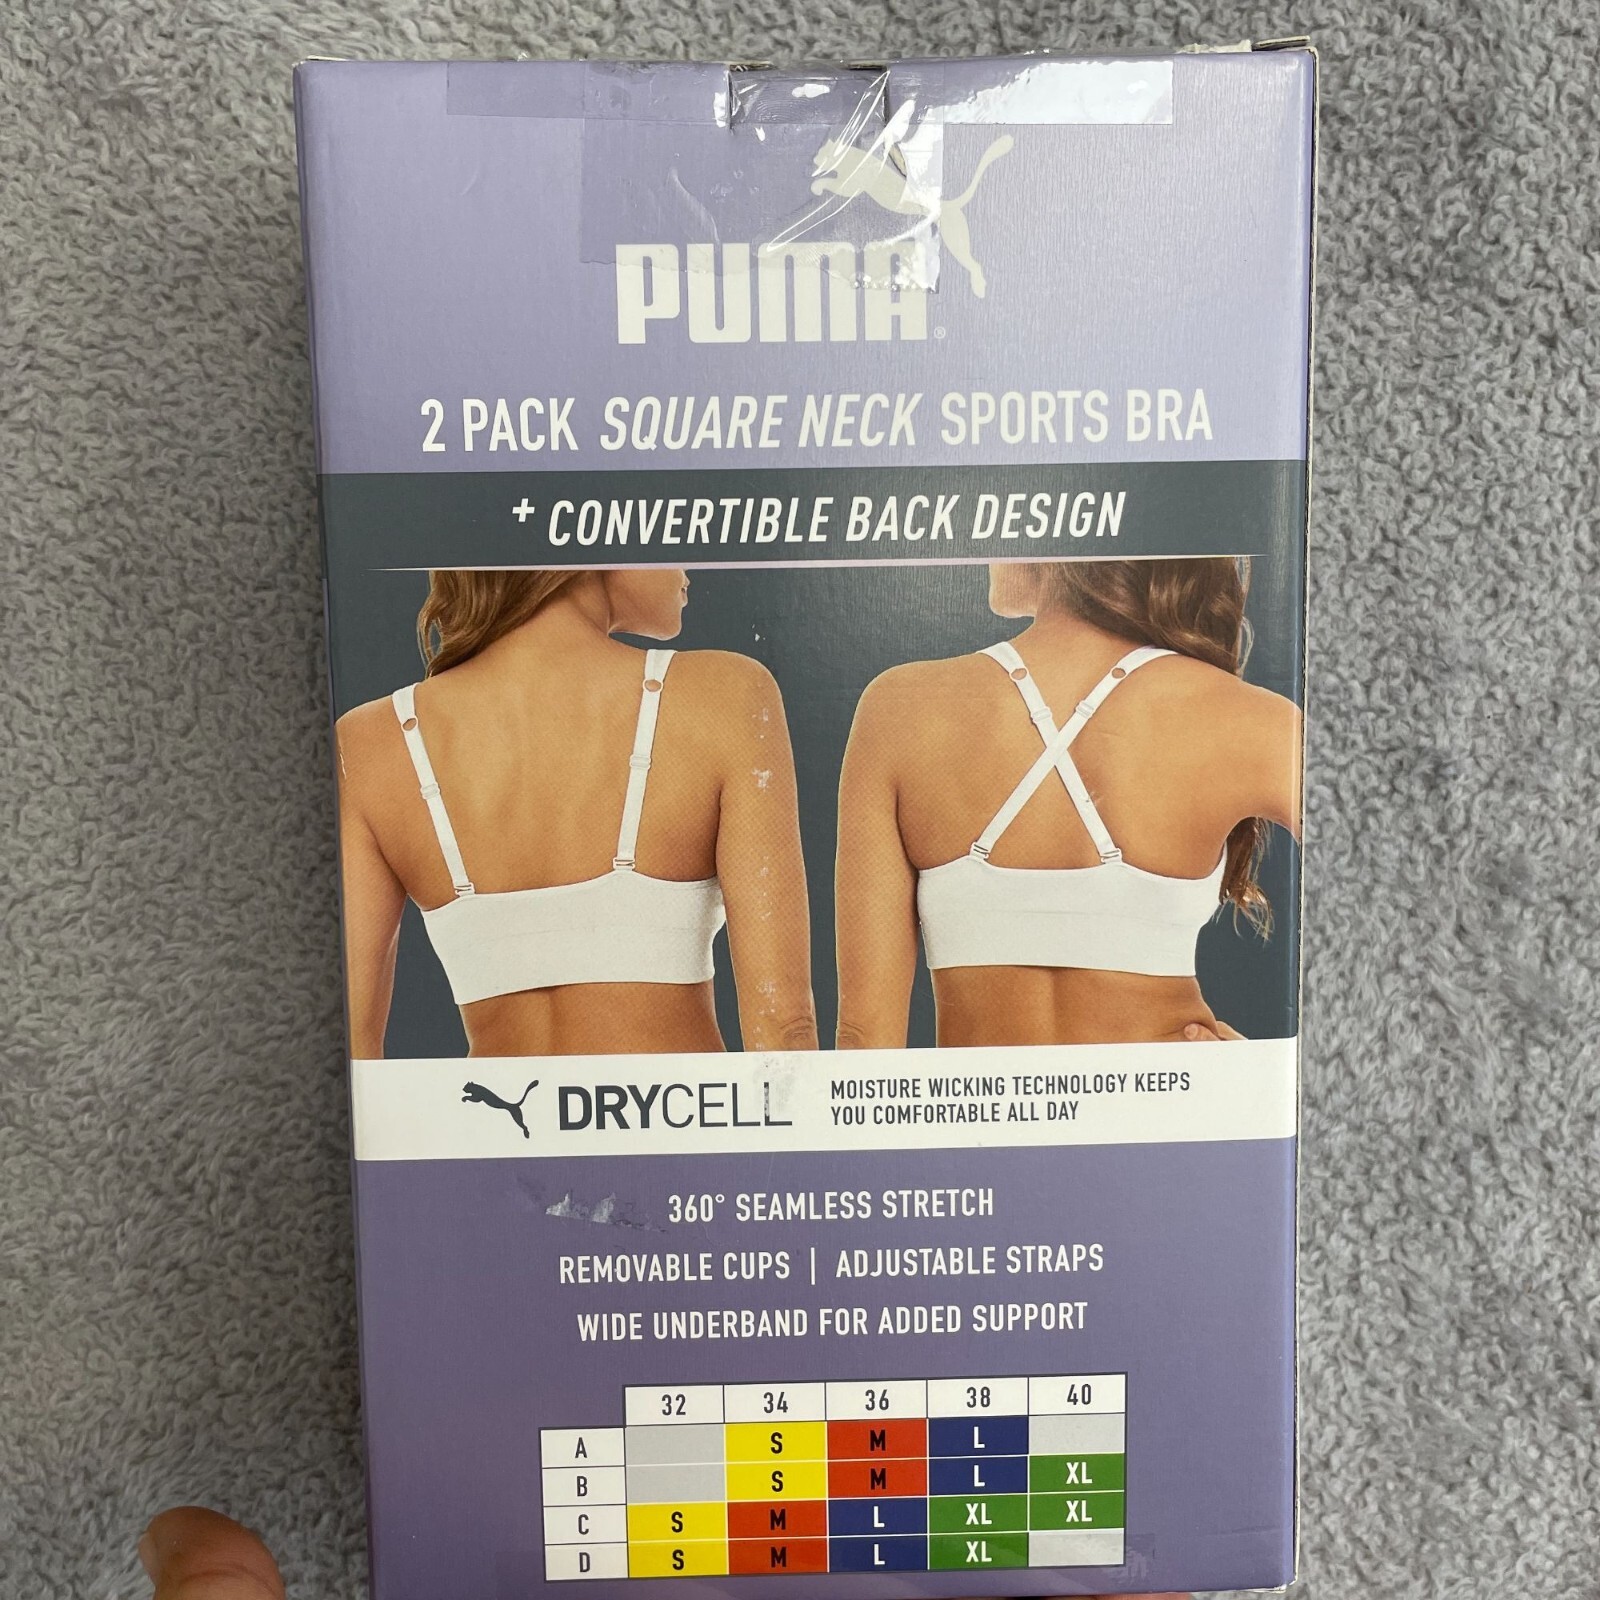 PUMA®
2 PACK SQUARE NECK SPORTS BRA
+ CONVERTIBLE BACK DESIGN
DRYCELL
MOISTURE WICKING TECHNOLOGY KEEPS
YOU COMFORTABLE ALL DAY
360° SEAMLESS STRETCH
REMOVABLE CUPS | ADJUSTABLE STRAPS
WIDE UNDERBAND FOR ADDED SUPPORT
32 34 36 38 40
A S M L
B S M L XL
C S M L XL XL
D S M L XL